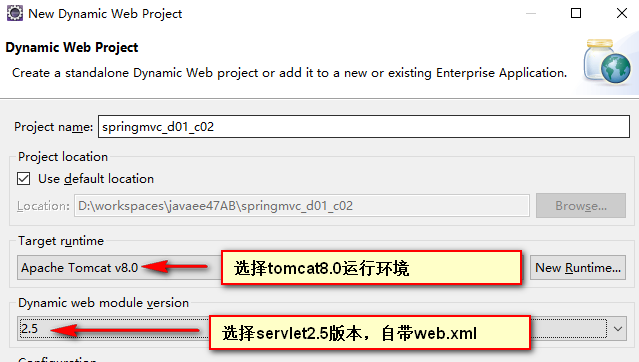 New Dynamic Web Project
Dynamic Web Project
Create a standalone Dynamic Web project or add it to a new or existing Enterprise Application.
Project name: springmvc_d01_c02
Project location
Use default location
Location: D:\workspaces\javaee47AB\springmvc_d01_c02 Browse...
Target runtime
Apache Tomcat v8.0 选择tomcat8.0运行环境 New Runtime...
Dynamic web module version
2.5 选择servlet2.5版本，自带web.xml
Configuration